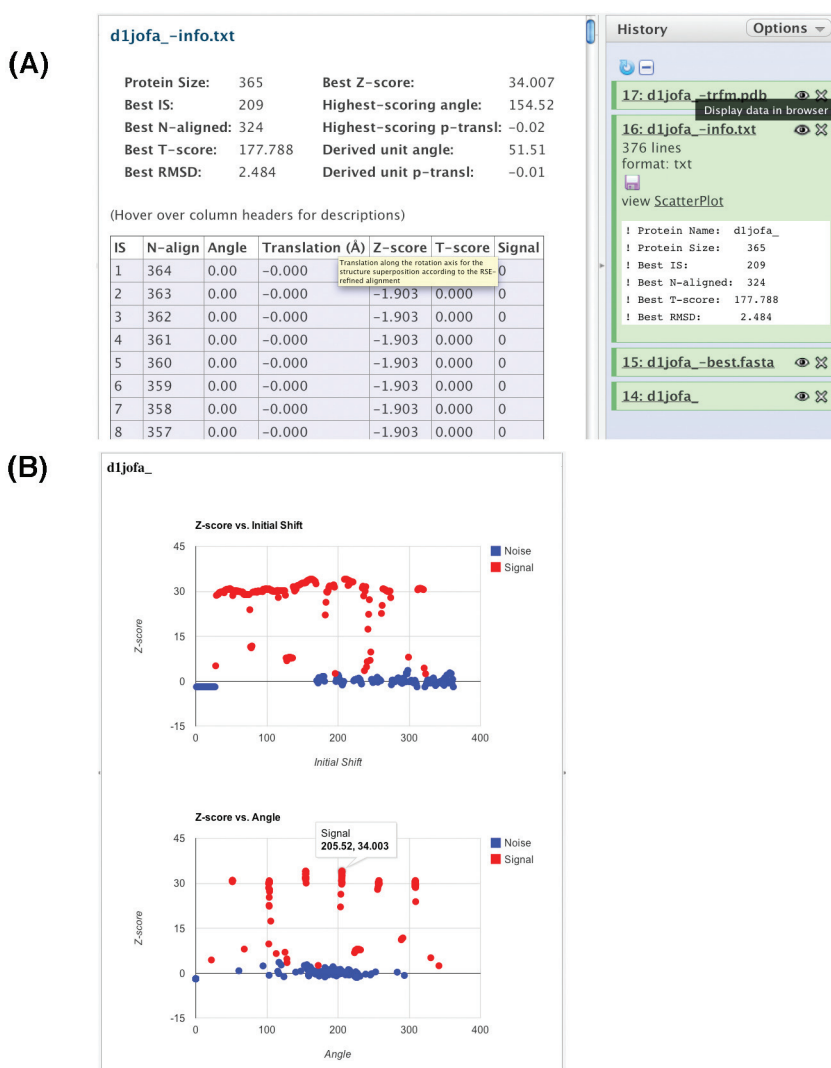 (A)
d1jofa_-info.txt
Protein Size: 365 Best Z-score: 34.007
Best IS: 209 Highest-scoring angle: 154.52
Best N-aligned: 324 Highest-scoring p-transl: -0.02
Best T-score: 177.788 Derived unit angle: 51.51
Best RMSD: 2.484 Derived unit p-transl: -0.01
(Hover over column headers for descriptions)
IS N-align Angle Translation (Å) Z-score T-score Signal
1 364 0.00 -0.000 0
Translation along the rotation axis for the
structure superposition according to the RSE-
refined alignment
2 363 0.00 -0.000 -1.903 0.000 0
3 362 0.00 -0.000 -1.903 0.000 0
4 361 0.00 -0.000 -1.903 0.000 0
5 360 0.00 -0.000 -1.903 0.000 0
6 359 0.00 -0.000 -1.903 0.000 0
7 358 0.00 -0.000 -1.903 0.000 0
8 357 0.00 -0.000 -1.903 0.000 0
History Options
17: d1jofa_-trfm.pdb
Display data in browser
16: d1jofa_-info.txt
376 lines
format: txt
view ScatterPlot
! Protein Name: d1jofa_
! Protein Size: 365
! Best IS: 209
! Best N-aligned: 324
! Best T-score: 177.788
! Best RMSD: 2.484
15: d1jofa_-best.fasta
14: d1jofa_
(B)
d1jofa_
Z-score vs. Initial Shift
45
30
15
0
-15
Z-score
0 100 200 300 400
Initial Shift
Noise
Signal
Z-score vs. Angle
Signal
205.52, 34.003
45
30
15
0
-15
Z-score
0 100 200 300 400
Angle
Noise
Signal